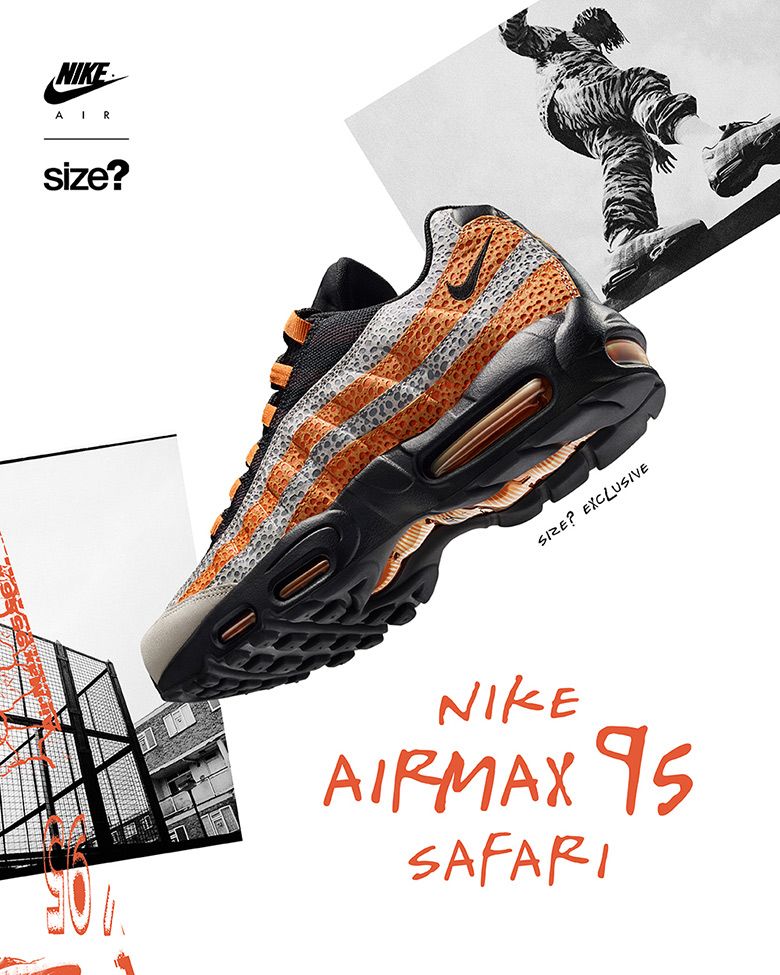 NIKE
AIR
size?
SIZE? EXCLUSIVE
NIKE
AIRMAX 95
SAFARI